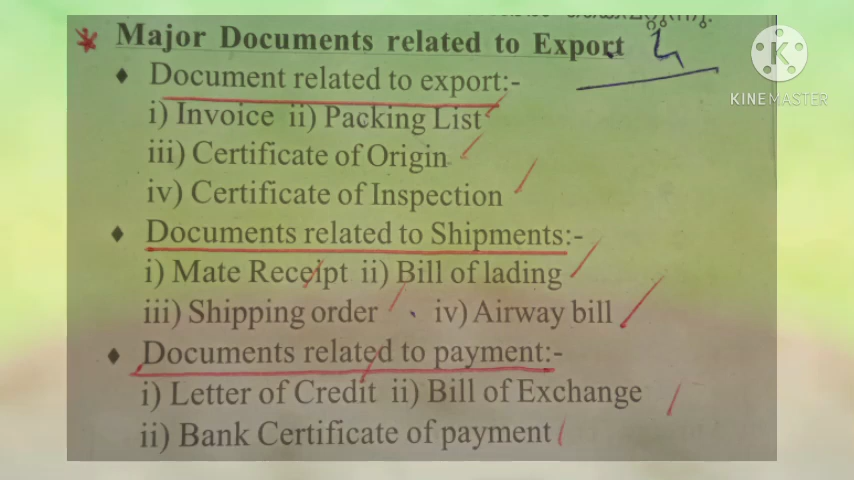 Major Documents related to Export
Document related to export:-
i) Invoice ii) Packing List
iii) Certificate of Origin
iv) Certificate of Inspection
Documents related to Shipments:-
i) Mate Receipt ii) Bill of lading
iii) Shipping order iv) Airway bill
Documents related to payment:-
i) Letter of Credit ii) Bill of Exchange
ii) Bank Certificate of payment
K
KINEMASTER